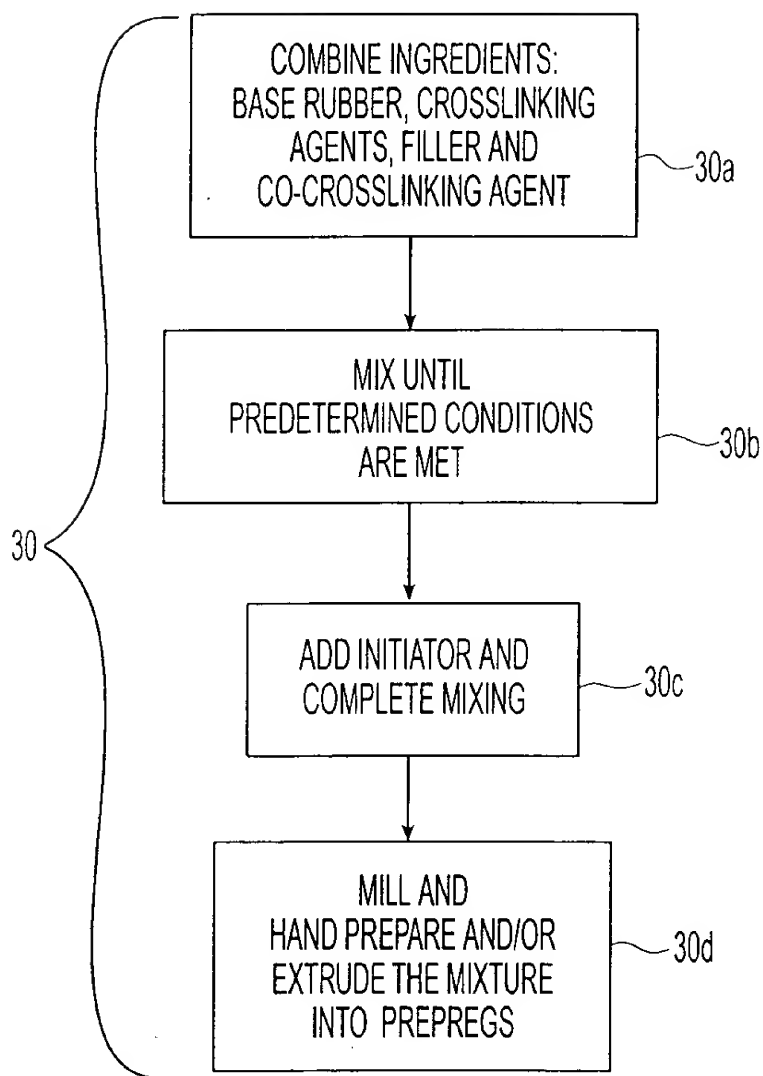 COMBINE INGREDIENTS:
BASE RUBBER, CROSSLINKING
AGENTS, FILLER AND
CO-CROSSLINKING AGENT
30a
MIX UNTIL
PREDETERMINED CONDITIONS
ARE MET
30b
30
ADD INITIATOR AND
COMPLETE MIXING
30c
MILL AND
HAND PREPARE AND/OR
EXTRUDE THE MIXTURE
INTO PREPREGS
30d